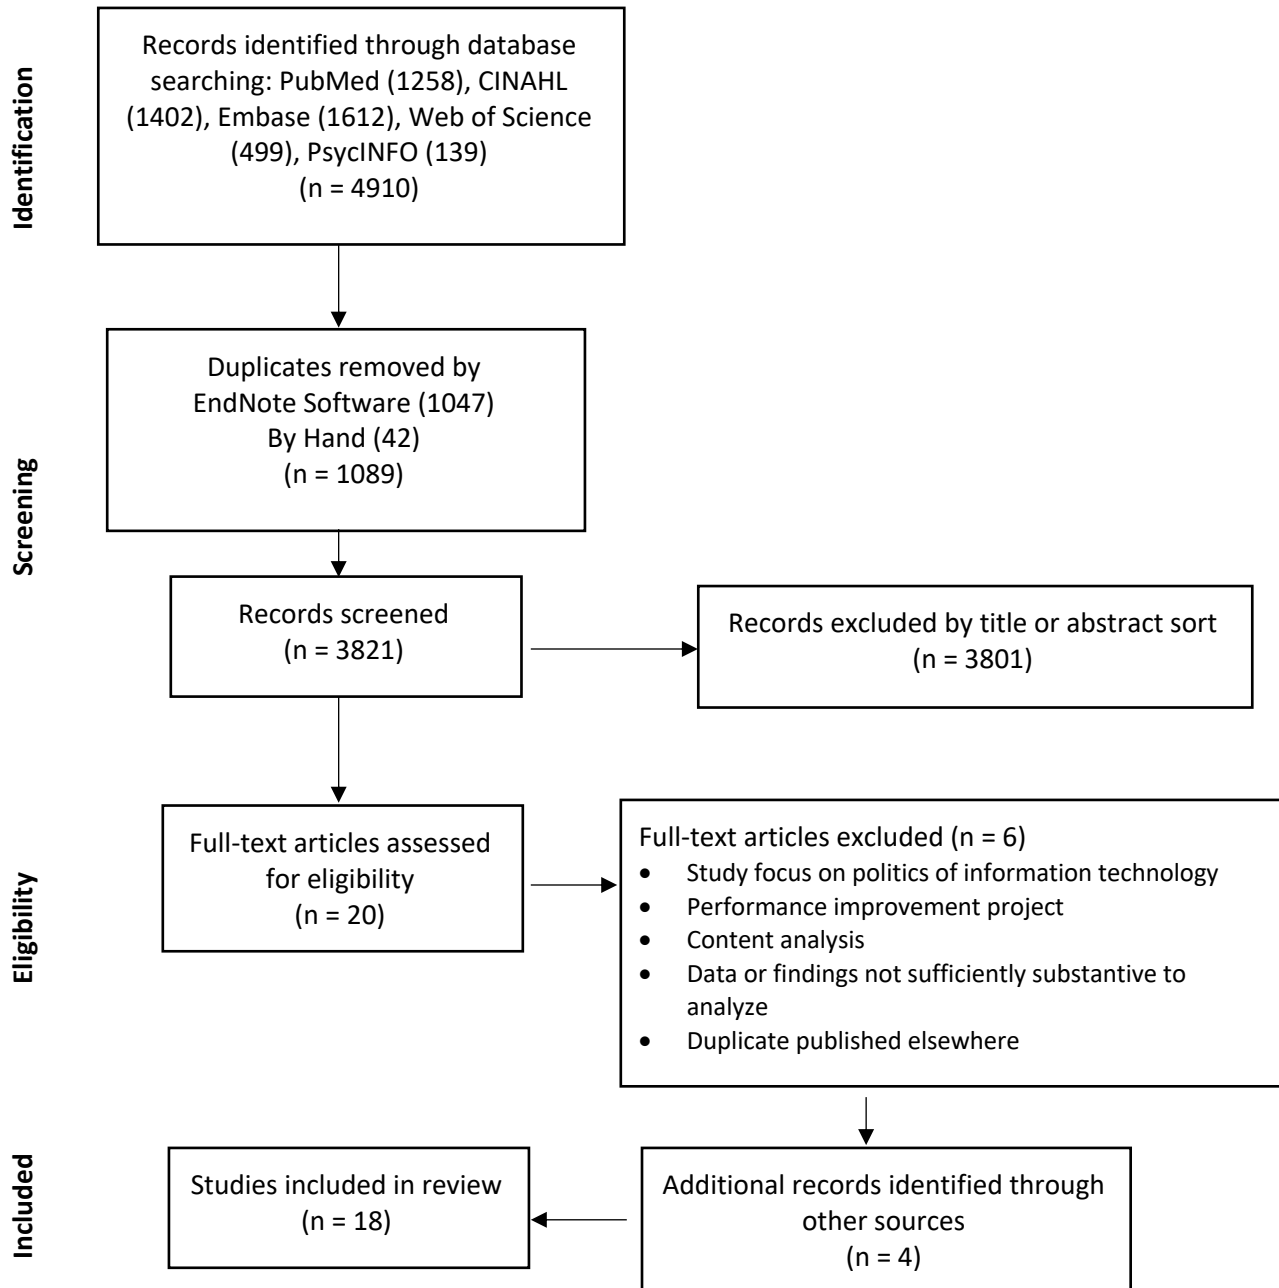 Identification
Records identified through database
searching: PubMed (1258), CINAHL
(1402), Embase (1612), Web of Science
(499), PsycINFO (139)
(n = 4910)
Screening
Duplicates removed by
EndNote Software (1047)
By Hand (42)
(n = 1089)
Records screened
(n = 3821)
Records excluded by title or abstract sort
(n = 3801)
Eligibility
Full-text articles assessed
for eligibility
(n = 20)
Full-text articles excluded (n = 6)
• Study focus on politics of information technology
• Performance improvement project
• Content analysis
• Data or findings not sufficiently substantive to
analyze
• Duplicate published elsewhere
Included
Studies included in review
(n = 18)
Additional records identified through
other sources
(n = 4)